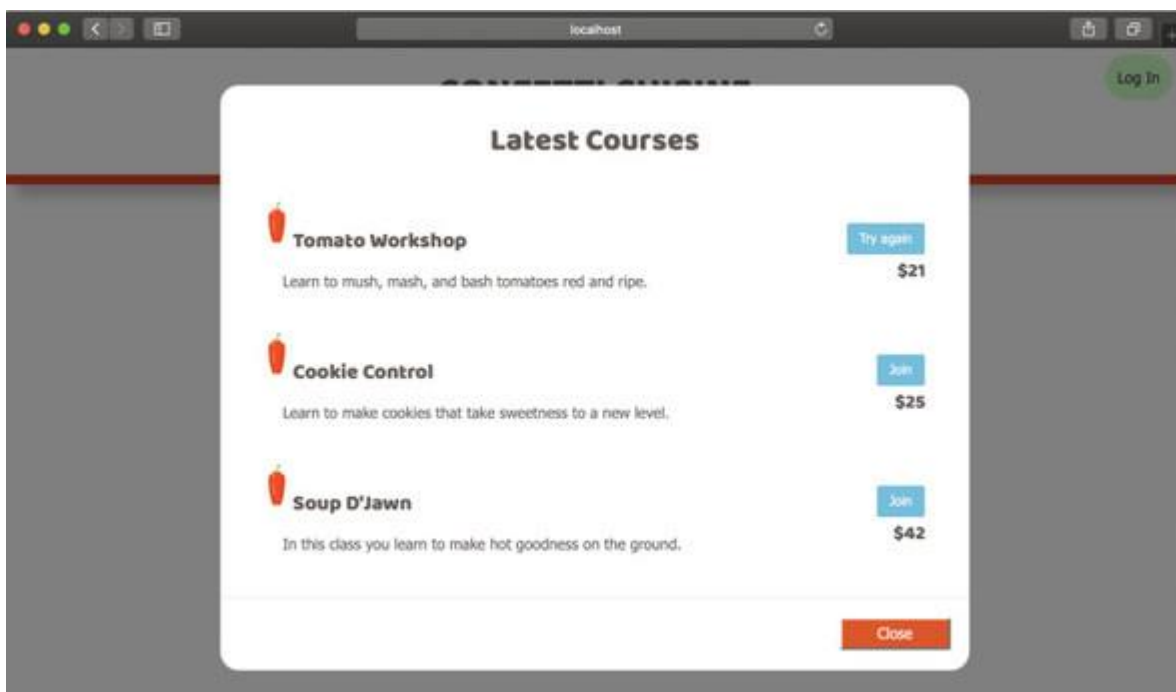 localhost
Log In
Latest Courses
Tomato Workshop
Try again
$21
Learn to mush, mash, and bash tomatoes red and ripe.
Cookie Control
Join
$25
Learn to make cookies that take sweetness to a new level.
Soup D'Jawn
Join
$42
In this class you learn to make hot goodness on the ground.
Close